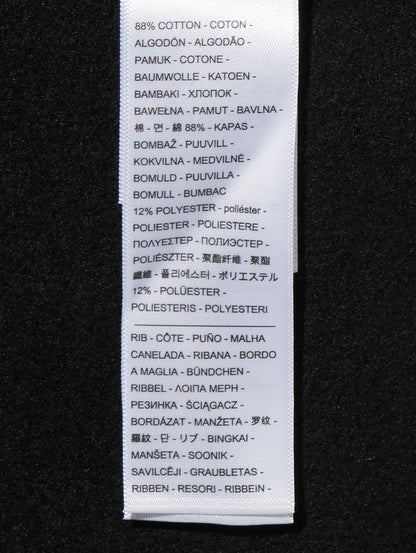 88% COTTON - COTON -
ALGODÓN - ALGODÃO -
PAMUK - COTONE -
BAUMWOLLE - KATOEN -
BAMBAKI - ХЛОПОК -
BAWEŁNA - PAMUT - BAVLNA -
棉 - 면 - 綿 88% - KAPAS -
BOMBAŽ - PUUVILL -
KOKVILNA - MEDVILNĖ -
BOMULD - PUUVILLA -
BOMULL - BUMBAC
12% POLYESTER - poliéster -
POLIESTER - POLIESTERE -
ΠΟΛΥΕΣΤΕΡ - ПОЛИЭСТЕР -
POLIÉSZTER - 聚酯纤维 - 聚酯
纖維 - 폴리에스터 - ポリエステル
12% - POLÜESTER -
POLIESTERIS - POLYESTERI
RIB - CÔTE - PUÑO - MALHA
CANELADA - RIBANA - BORDO
A MAGLIA - BÜNDCHEN -
RIBBEL - ΛΟΙΠΑ ΜΕΡΗ -
РЕЗИНКА - ŚCIĄGACZ -
BORDÁZAT - MANŽETA - 罗纹 -
羅紋 - 단 - リブ - BINGKAI -
MANŠETA - SOONIK -
SAVILCĒJI - GRAUBLETAS -
RIBBEN - RESORI - RIBBEIN -